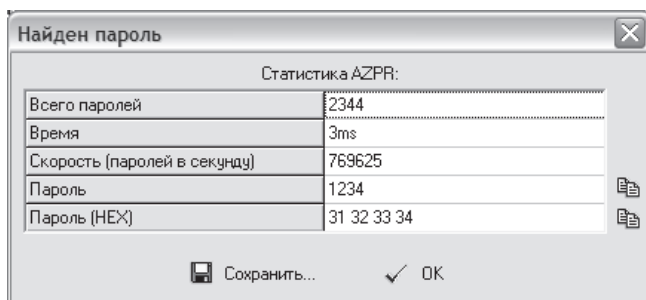 Найден пароль
Статистика AZPR:
Всего паролей 2344
Время 3ms
Скорость (паролей в секунду) 769625
Пароль 1234
Пароль (HEX) 31 32 33 34
Сохранить... OK